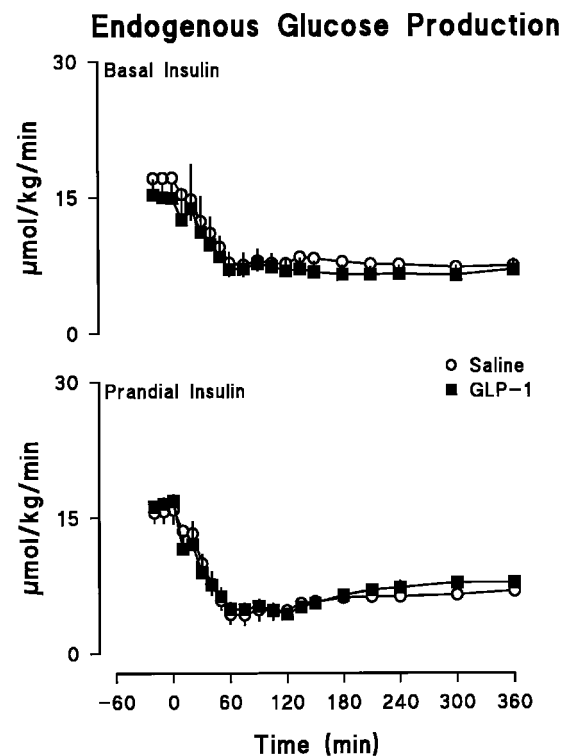 Endogenous Glucose Production
30
Basal Insulin
15
μmol/kg/min
0
Saline
GLP-1
30
Prandial Insulin
15
μmol/kg/min
0
-60 0 60 120 180 240 300 360
Time (min)